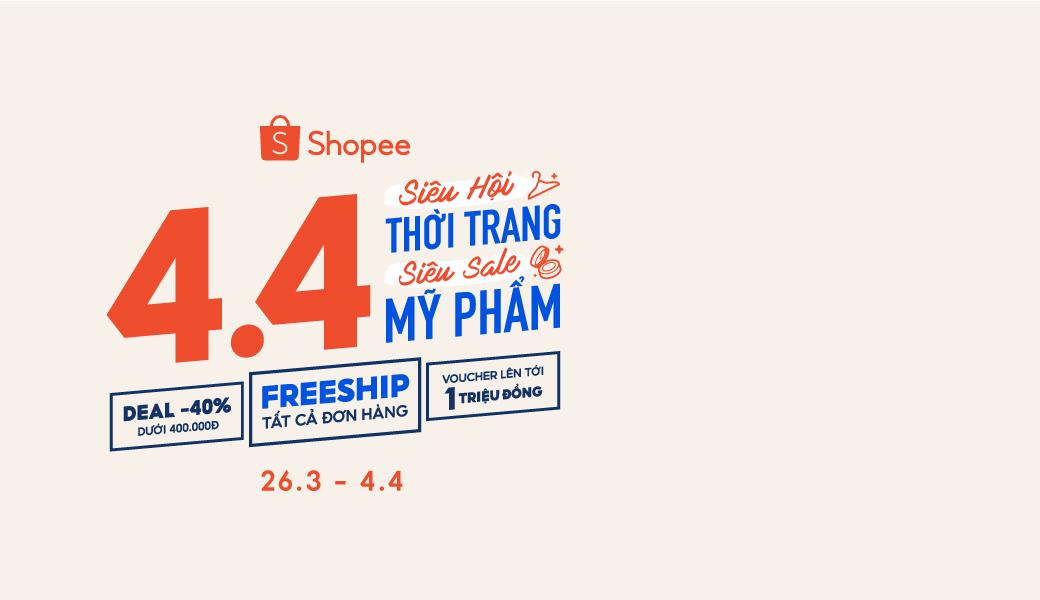 Shopee
4.4
Siêu Hội
THỜI TRANG
Siêu Sale
MỸ PHẨM
DEAL -40%
DƯỚI 400.000Đ
FREESHIP
TẤT CẢ ĐƠN HÀNG
VOUCHER LÊN TỚI
1 TRIỆU ĐỒNG
26.3 - 4.4